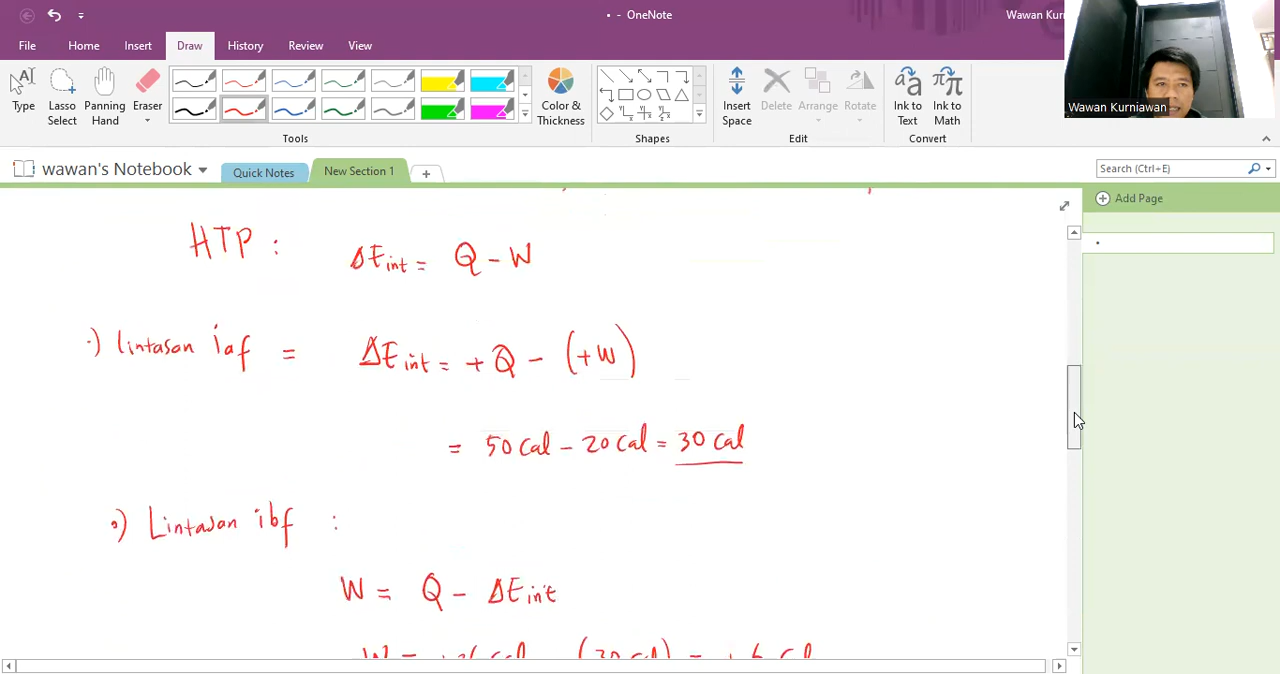 - OneNote
Wawan Kur
File Home Insert Draw History Review View
Type
Lasso Select
Panning Hand
Eraser
Color & Thickness
Insert Space
Delete
Arrange
Rotate
Ink to Text
Ink to Math
Tools
Shapes
Edit
Convert
Wawan Kurniawan
wawan's Notebook
Quick Notes
New Section 1
Search (Ctrl+E)
Add Page
HTP : ΔEint = Q - W
·) lintasan iaf = ΔEint = +Q - (+W)
= 50 Cal - 20 Cal = 30 Cal
•) Lintasan ibf :
W = Q - ΔEint